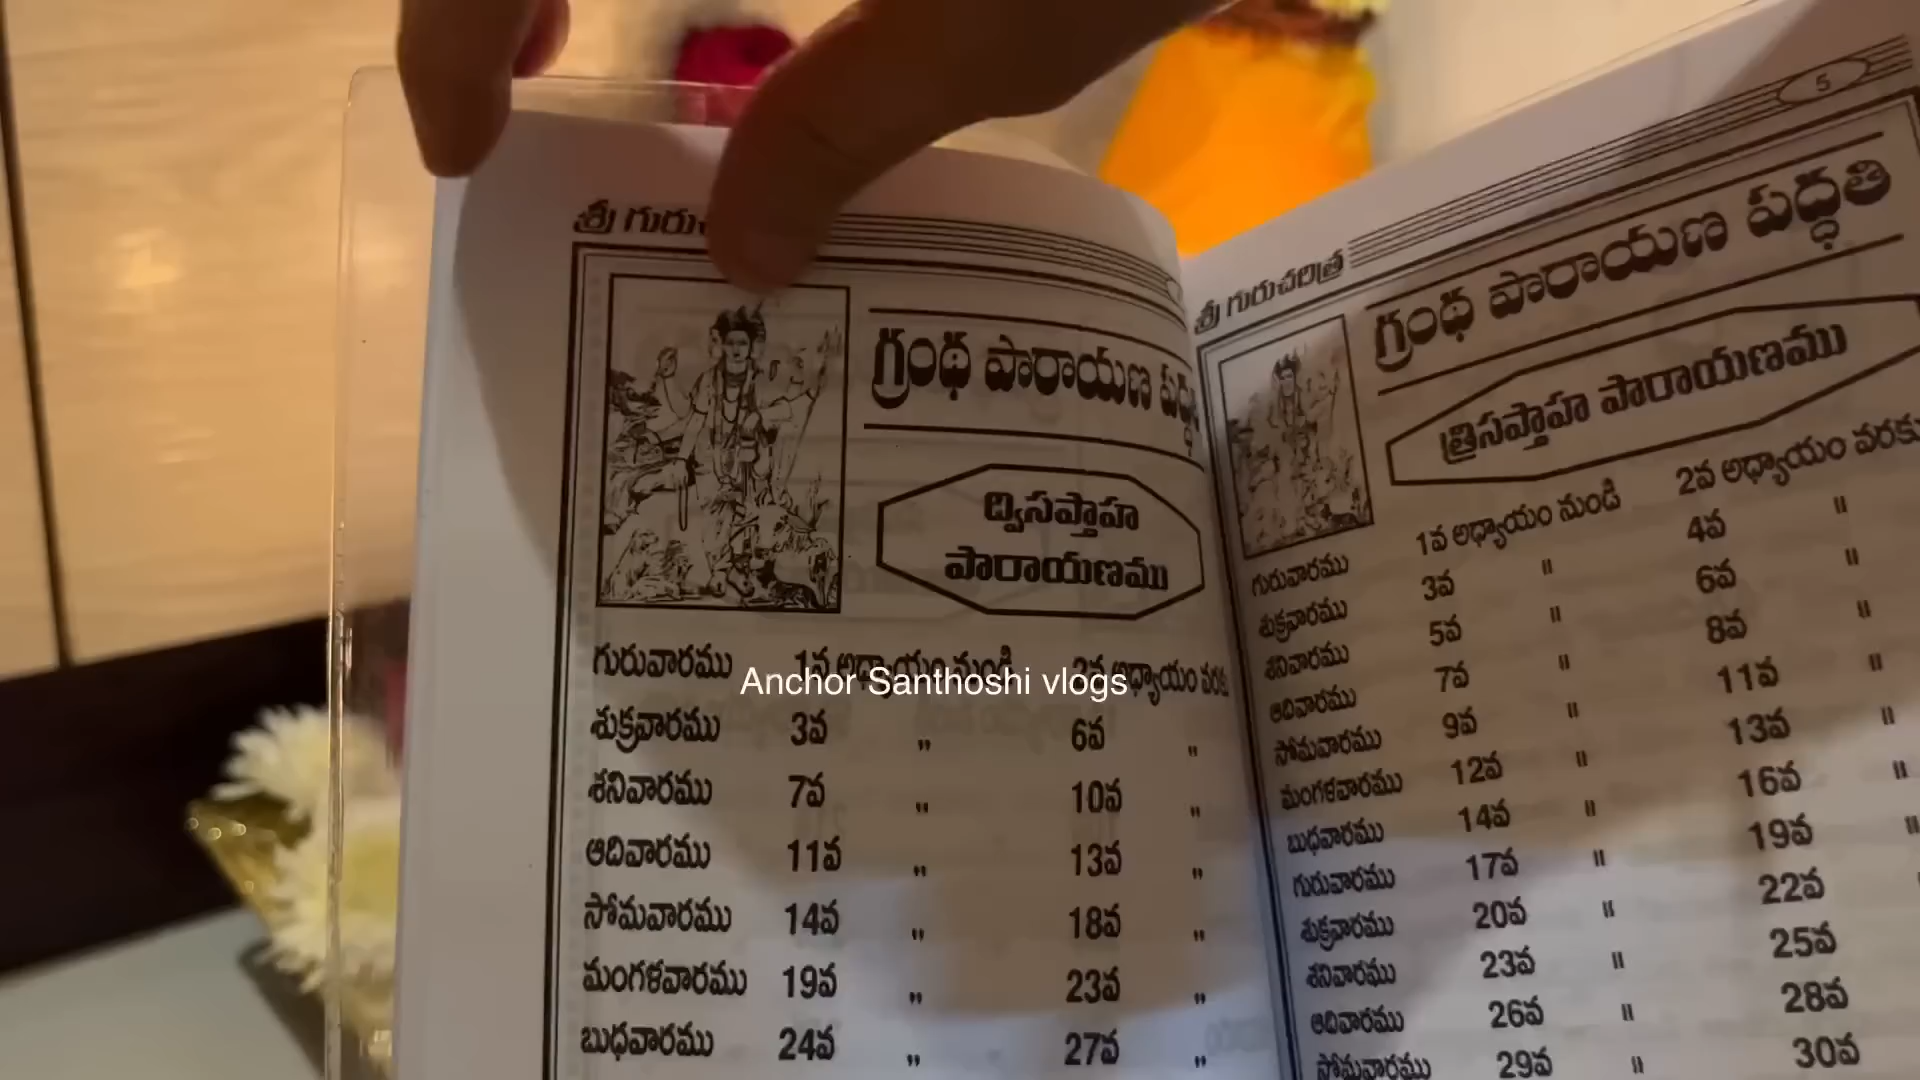 శ్రీ గురు
గ్రంథ పారాయణ
ద్విసప్తాహ
పారాయణము
గురువారము 1వ అధ్యాయం నుండి 2వ అధ్యాయం వరకు
Anchor Santhoshi vlogs
శుక్రవారము 3వ " 6వ "
శనివారము 7వ " 10వ "
ఆదివారము 11వ " 13వ "
సోమవారము 14వ " 18వ "
మంగళవారము 19వ " 23వ "
బుధవారము 24వ " 27వ "
5
శ్రీ గురుచరిత్ర
గ్రంథ పారాయణ పద్ధతి
త్రిసప్తాహ పారాయణము
గురువారము 1వ అధ్యాయం నుండి 2వ అధ్యాయం వరకు
శుక్రవారము 3వ " 4వ "
శనివారము 5వ " 6వ "
ఆదివారము 7వ " 8వ "
సోమవారము 9వ " 11వ "
మంగళవారము 12వ " 13వ "
బుధవారము 14వ " 16వ "
గురువారము 17వ " 19వ "
శుక్రవారము 20వ " 22వ "
శనివారము 23వ " 25వ
ఆదివారము 26వ " 28వ
సోమవారము 29వ " 30వ